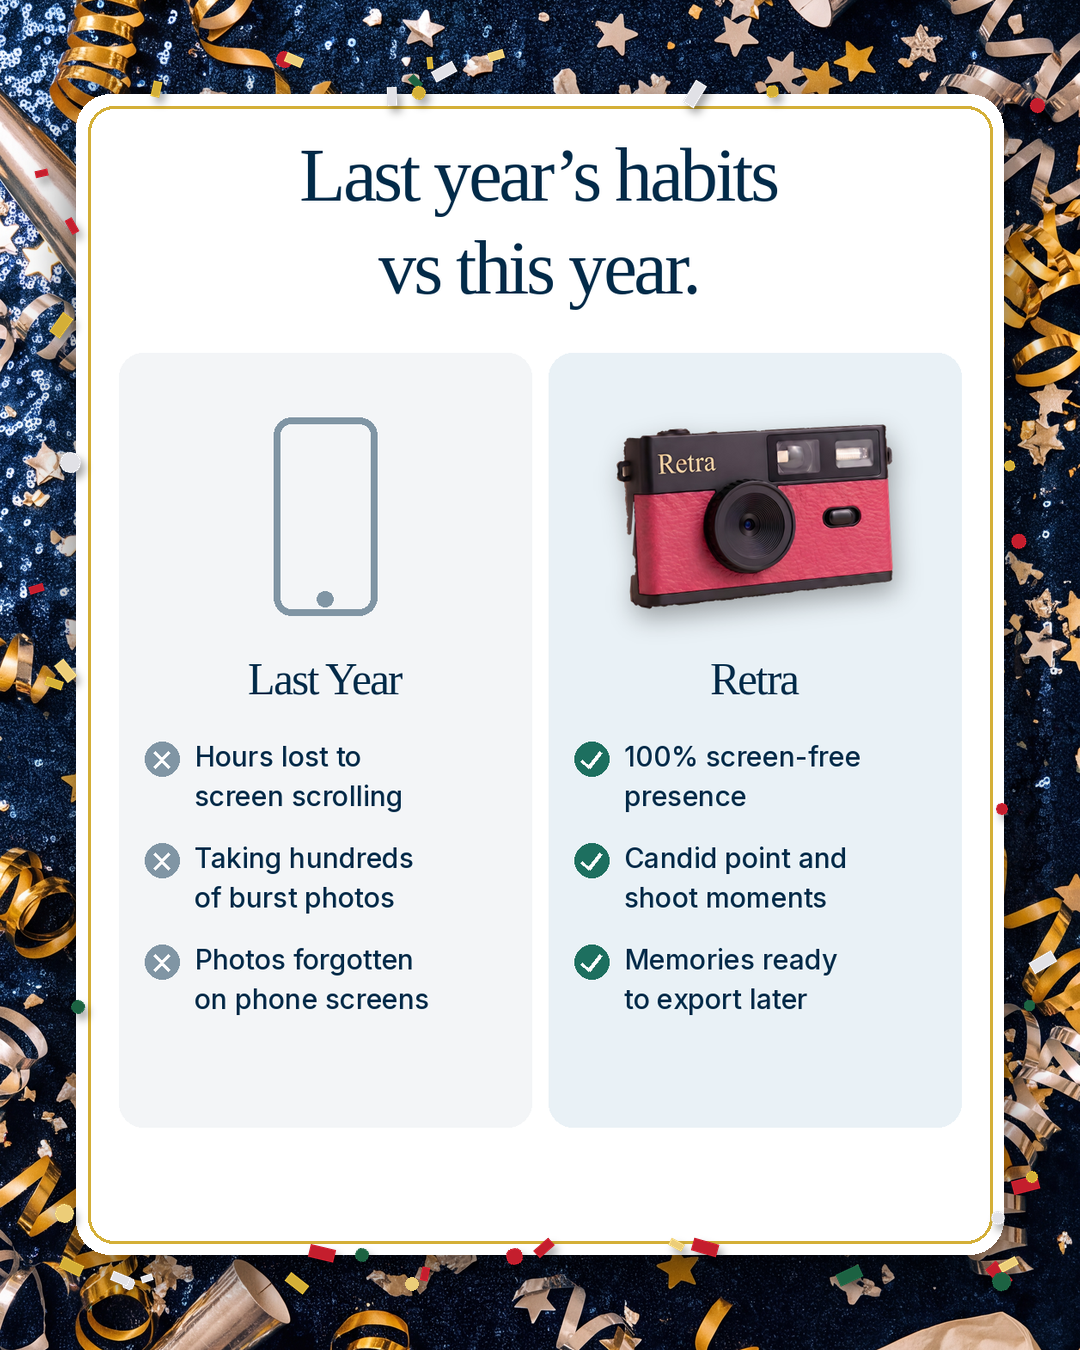 Last year’s habits
vs this year.
Retra
Last Year
Hours lost to
screen scrolling
Taking hundreds
of burst photos
Photos forgotten
on phone screens
Retra
100% screen-free
presence
Candid point and
shoot moments
Memories ready
to export later